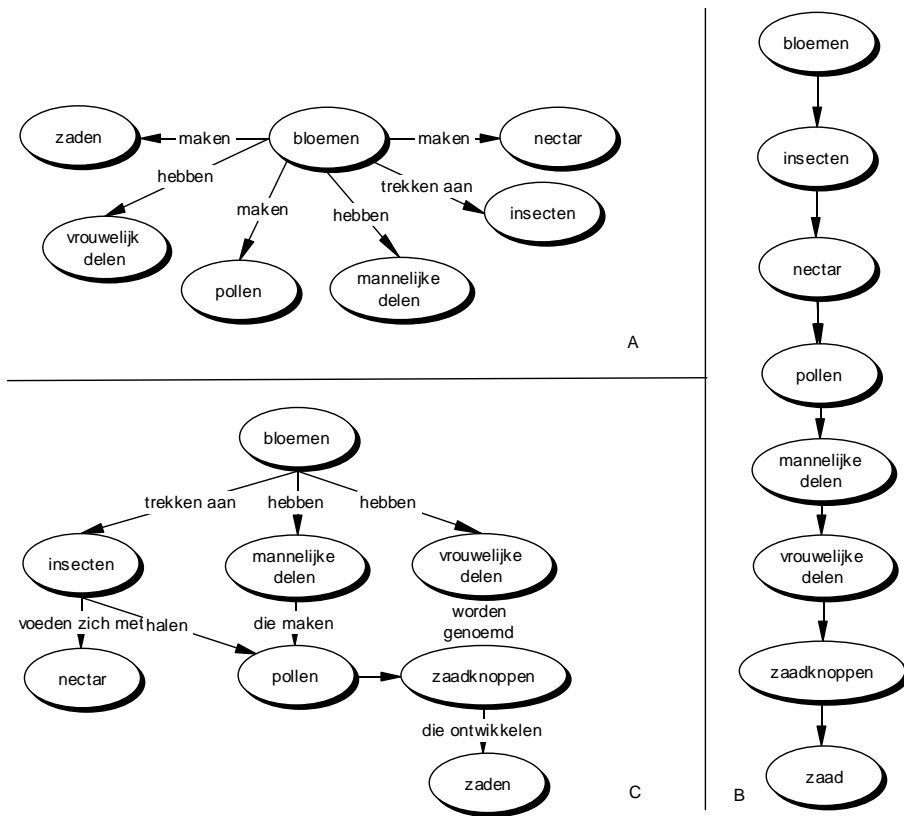 zaden
maken
bloemen
maken
nectar
hebben
trekken aan
vrouwelijk
delen
maken
hebben
insecten
pollen
mannelijke
delen
A
bloemen
trekken aan
hebben
hebben
insecten
mannelijke
delen
vrouwelijke
delen
voeden zich met
halen
die maken
worden
genoemd
nectar
pollen
zaadknoppen
die ontwikkelen
zaden
C
bloemen
insecten
nectar
pollen
mannelijke
delen
vrouwelijke
delen
zaadknoppen
zaad
B